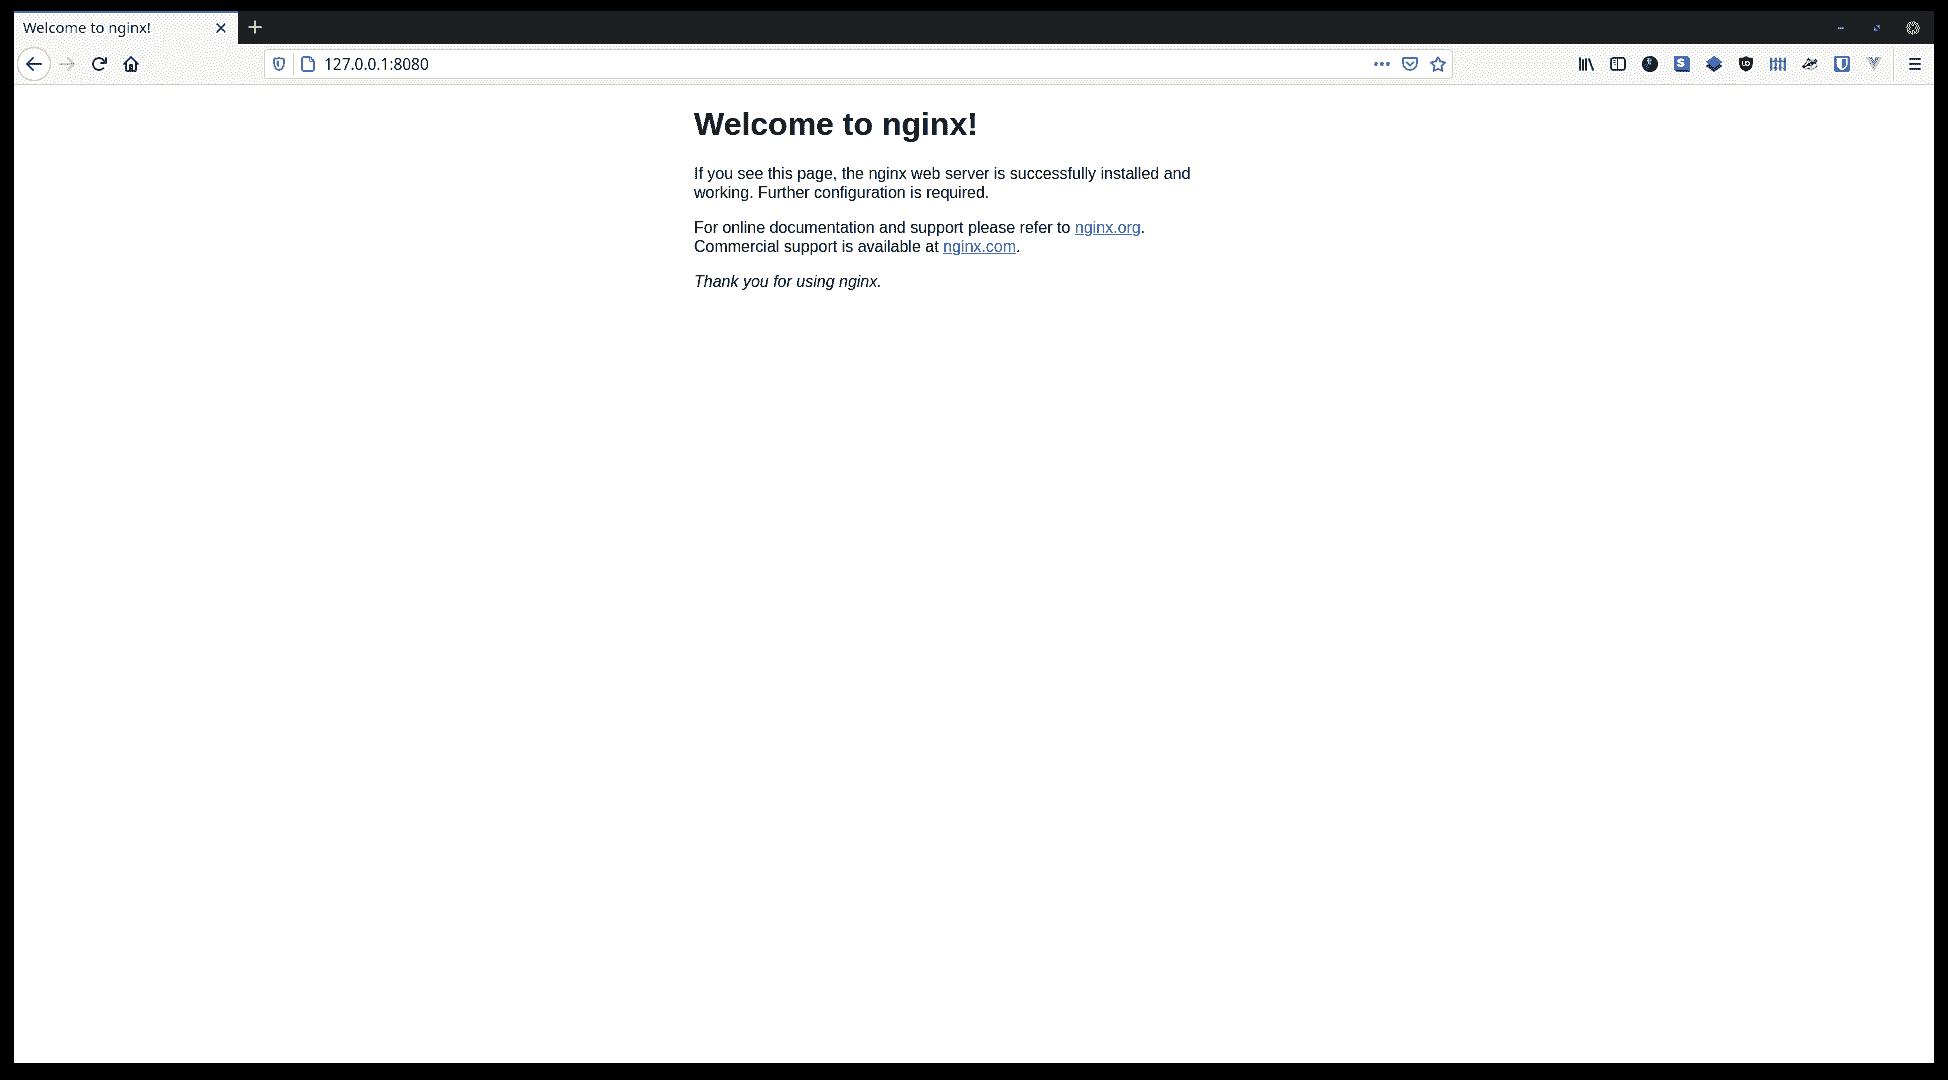 Welcome to nginx!
127.0.0.1:8080
Welcome to nginx!
If you see this page, the nginx web server is successfully installed and
working. Further configuration is required.
For online documentation and support please refer to nginx.org.
Commercial support is available at nginx.com.
Thank you for using nginx.